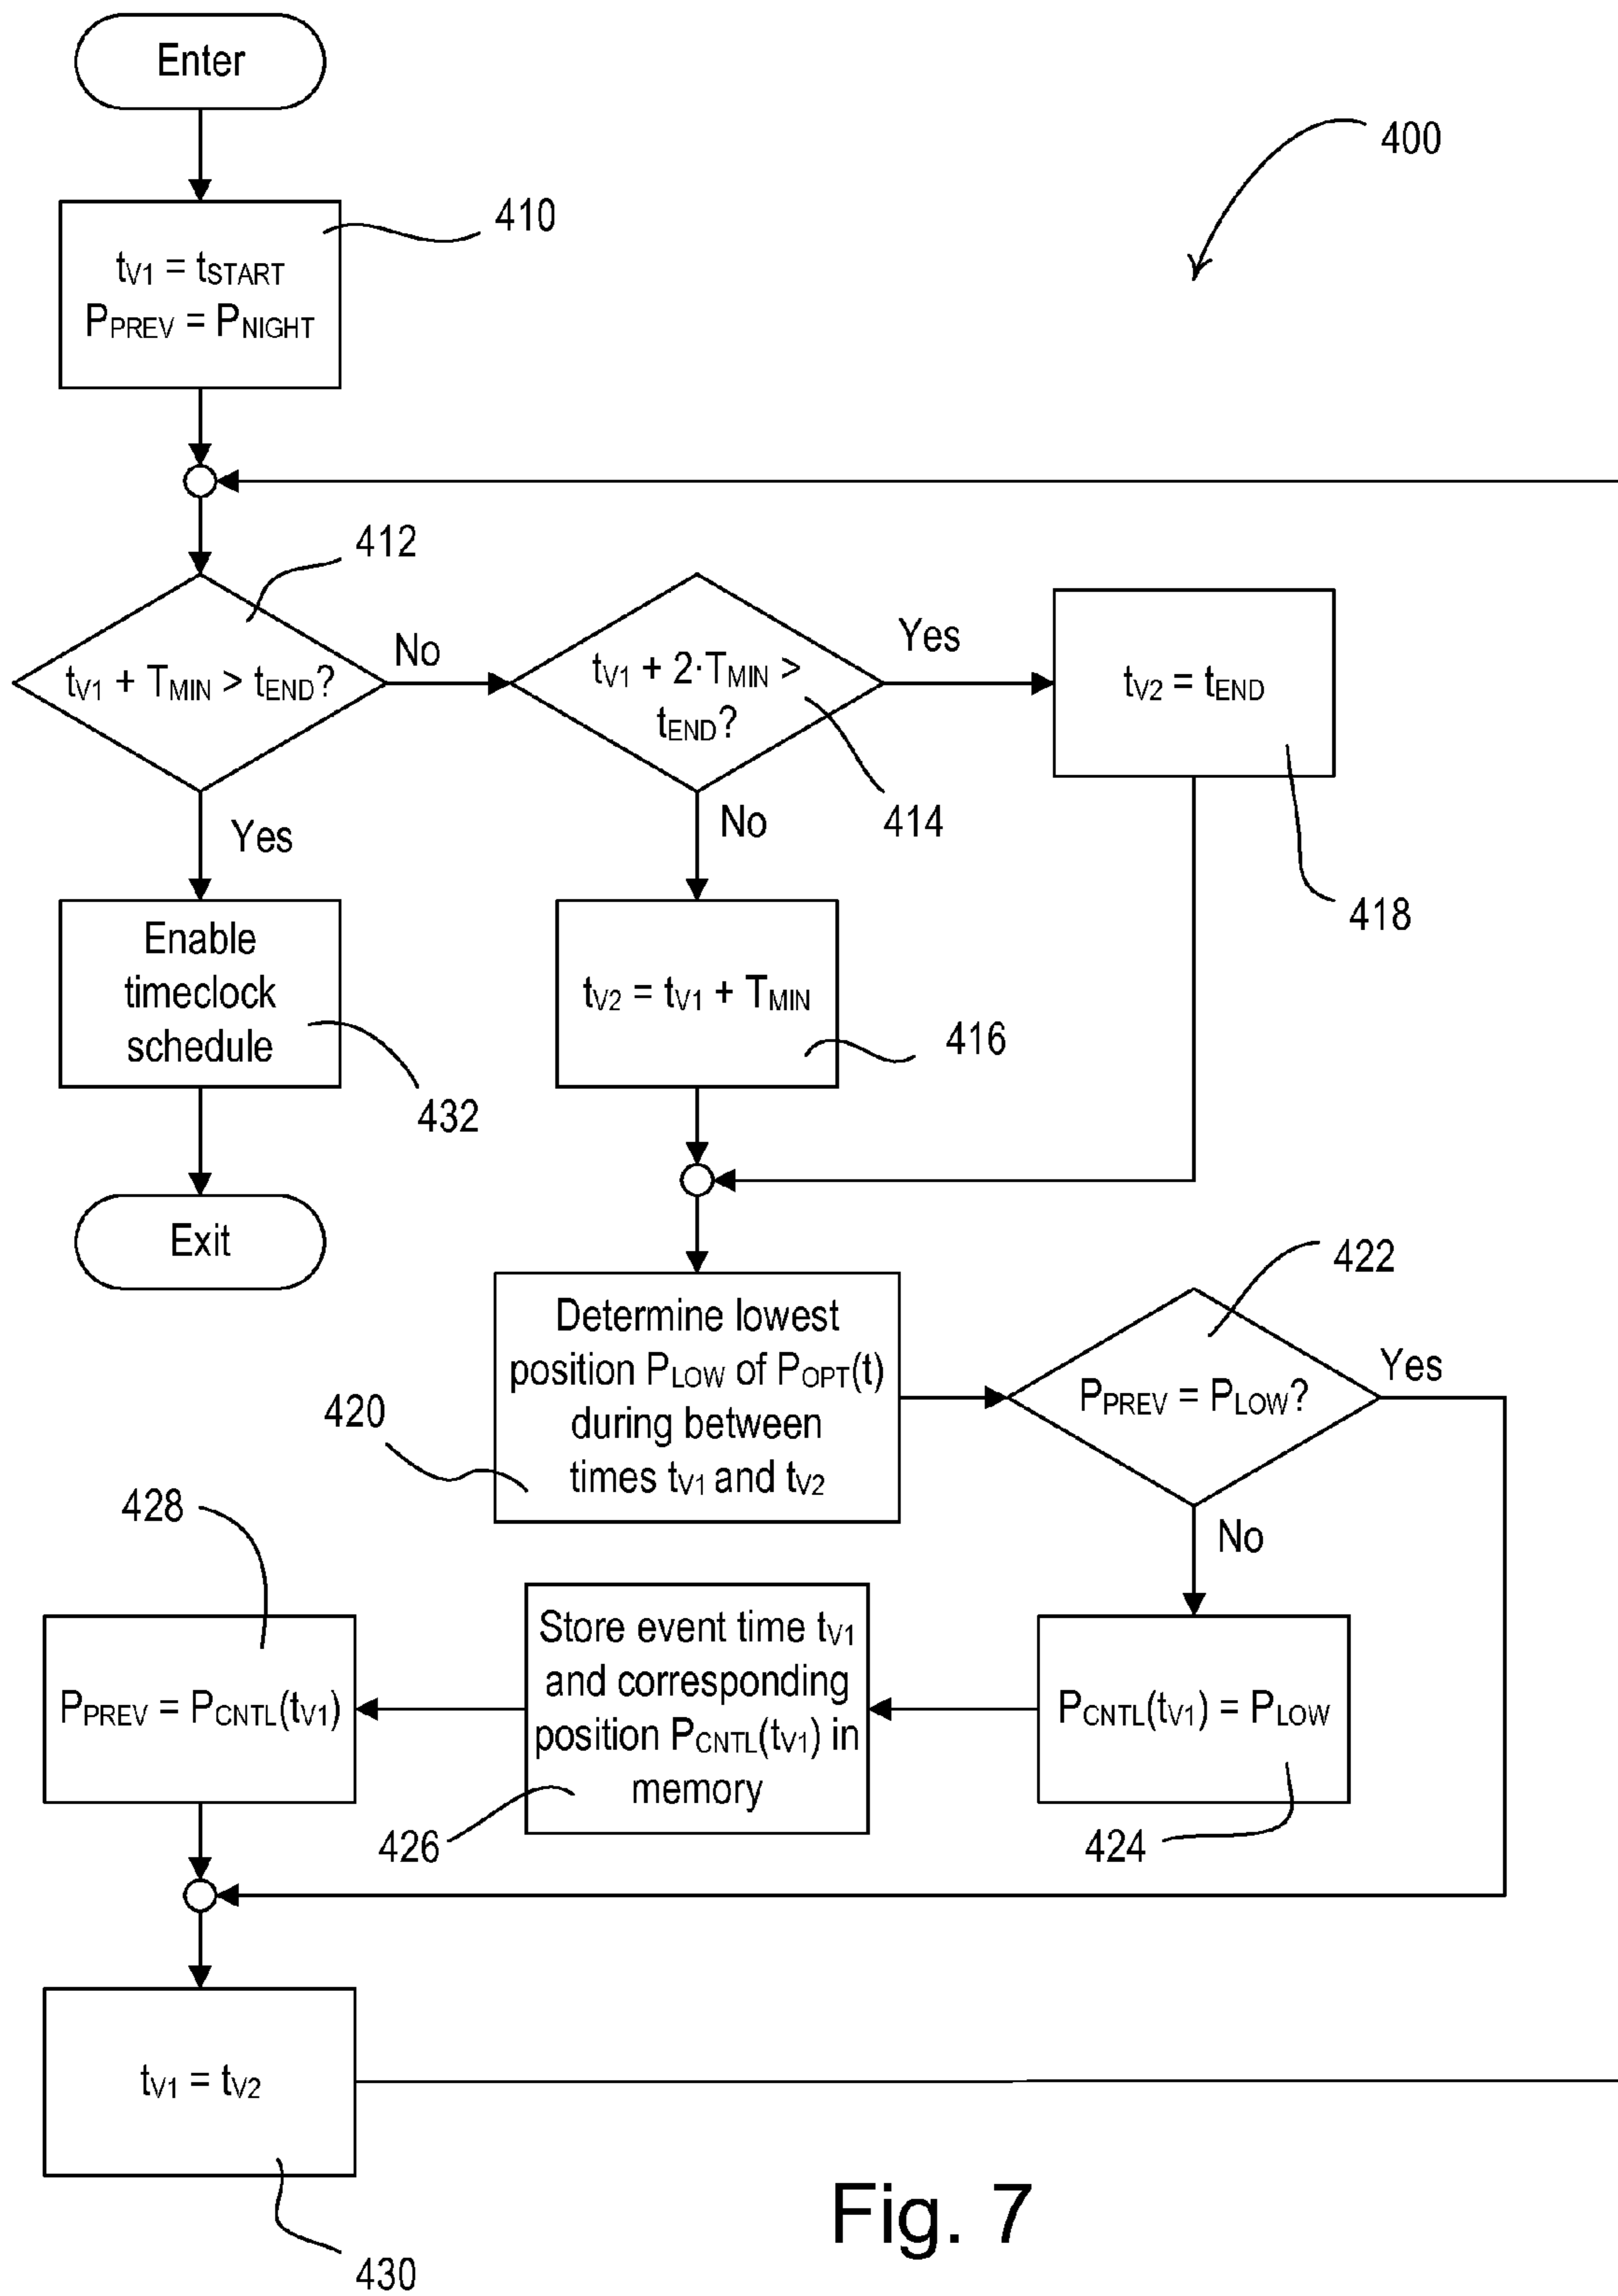 Enter
400
410
tV1 = tSTART
PPREV = PNIGHT
412
tV1 + TMIN > tEND?
No
tV1 + 2·TMIN >
tEND?
Yes
tV2 = tEND
414
418
Yes
No
Enable
timeclock
schedule
432
tV2 = tV1 + TMIN
416
Exit
Determine lowest
position PLOW of POPT(t)
during between
times tV1 and tV2
420
422
PPREV = PLOW?
Yes
No
428
PPREV = PCNTL(tV1)
Store event time tV1
and corresponding
position PCNTL(tV1) in
memory
426
PCNTL(tV1) = PLOW
424
tV1 = tV2
430
Fig. 7